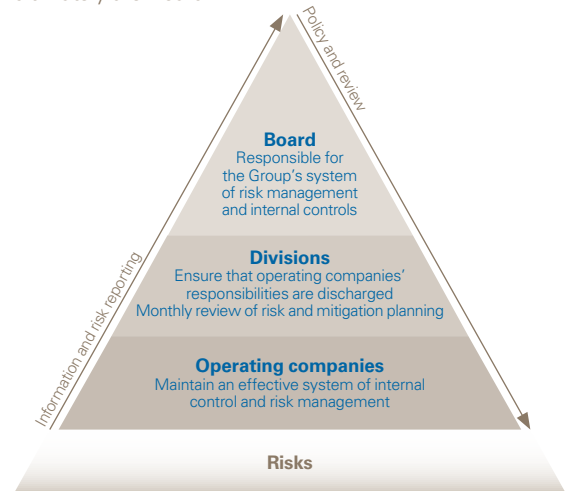 Policy and review
Board
Responsible for
the Group's system
of risk management
and internal controls
Information and risk reporting
Divisions
Ensure that operating companies'
responsibilities are discharged
Monthly review of risk and mitigation planning
Operating companies
Maintain an effective system of internal
control and risk management
Risks